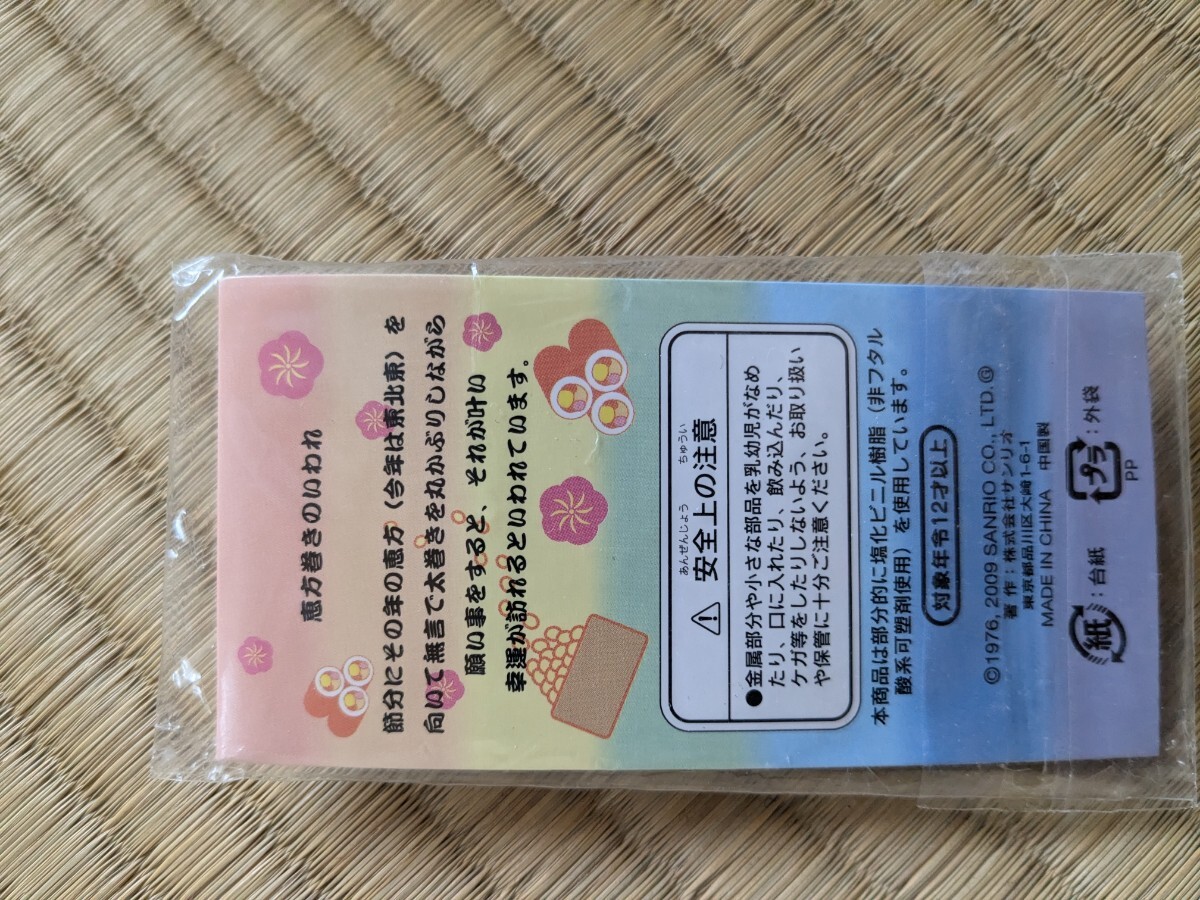 恵方巻きのいわれ
節分にその年の恵方（今年は東北東）を
向いて無言で太巻きを丸かぶりしながら
願い事をすると、それが叶い
幸運が訪れるといわれています。
あんぜんじょう ちゅうい
安全上の注意
●金属部分や小さな部品を乳幼児がなめ
たり、口に入れたり、飲み込んだり、
ケガ等をしたりしないよう、お取り扱い
や保管に十分ご注意ください。
本商品は部分的に塩化ビニル樹脂（非フタル
酸系可塑剤使用）を使用しています。
対象年令12才以上
©1976, 2009 SANRIO CO., LTD. Ⓖ
著作：株式会社サンリオ
東京都品川区大崎1-6-1
MADE IN CHINA 中国製
紙：台紙 プラ：外袋
PP